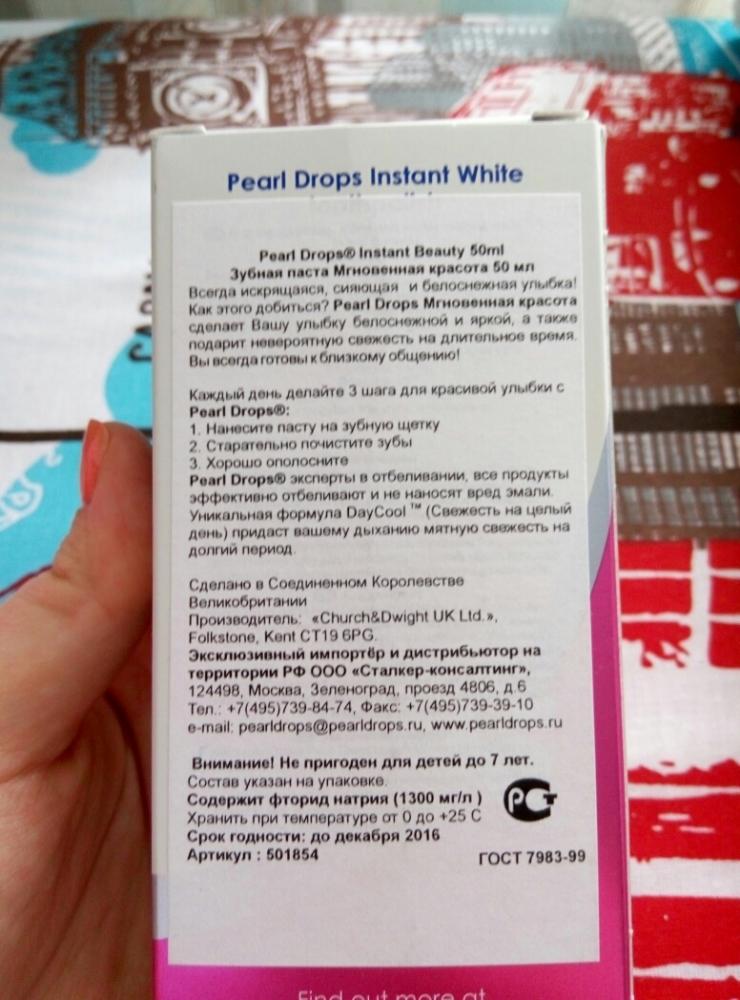 Pearl Drops Instant White
Pearl Drops® Instant Beauty 50ml
Зубная паста Мгновенная красота 50 мл
Всегда искрящаяся, сияющая и белоснежная улыбка!
Как этого добиться? Pearl Drops Мгновенная красота
сделает Вашу улыбку белоснежной и яркой, а также
подарит невероятную свежесть на длительное время.
Вы всегда готовы к близкому общению!
Каждый день делайте 3 шага для красивой улыбки с
Pearl Drops®:
1. Нанесите пасту на зубную щетку
2. Старательно почистите зубы
3. Хорошо ополосните
Pearl Drops® эксперты в отбеливании, все продукты
эффективно отбеливают и не наносят вред эмали.
Уникальная формула DayCool ™ (Свежесть на целый
день) придаст вашему дыханию мятную свежесть на
долгий период.
Сделано в Соединенном Королевстве
Великобритании
Производитель: «Church&Dwight UK Ltd.»,
Folkstone, Kent CT19 6PG.
Эксклюзивный импортёр и дистрибьютор на
территории РФ ООО «Сталкер-консалтинг»,
124498, Москва, Зеленоград, проезд 4806, д.6
Тел.: +7(495)739-84-74, Факс: +7(495)739-39-10
e-mail: pearldrops@pearldrops.ru, www.pearldrops.ru
Внимание! Не пригоден для детей до 7 лет.
Состав указан на упаковке.
Содержит фторид натрия (1300 мг/л )
Хранить при температуре от 0 до +25 С
Срок годности: до декабря 2016
Артикул : 501854
ГОСТ 7983-99
Find out more at